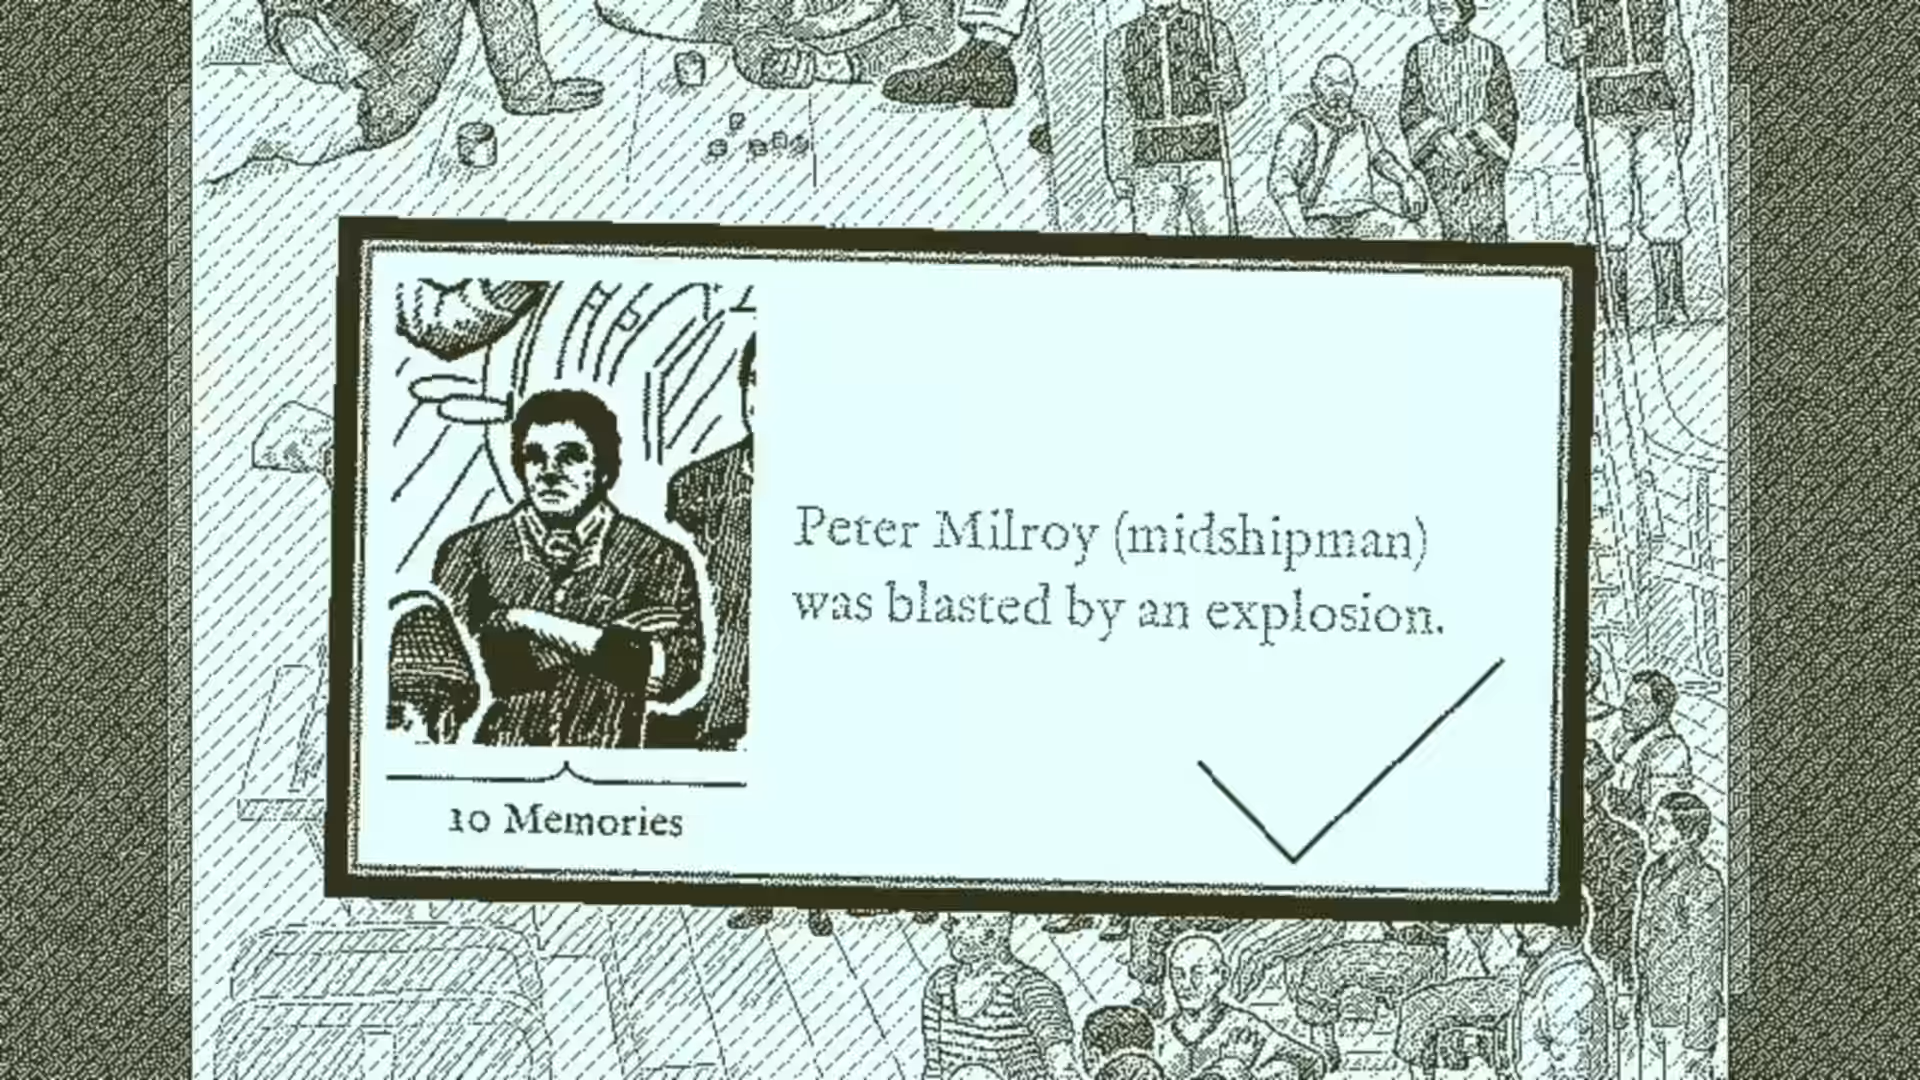 Peter Milroy (midshipman)
was blasted by an explosion.
10 Memories